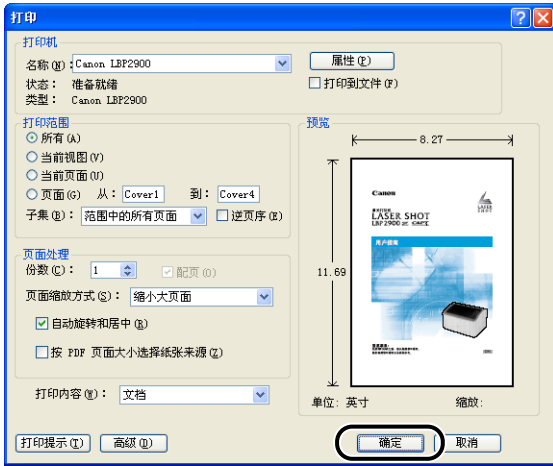 打印
打印机
名称(N): Canon LBP2900
属性(P)
状态: 准备就绪
打印到文件(F)
类型: Canon LBP2900
打印范围
所有(A)
当前视图(V)
当前页面(U)
页面(G) 从: Cover1 到: Cover4
子集(B): 范围中的所有页面 逆页序(E)
页面处理
份数(C): 1 配页(O)
页面缩放方式(S): 缩小大页面
自动旋转和居中(R)
按 PDF 页面大小选择纸张来源(Z)
打印内容(W): 文档
预览
8.27
11.69
Canon
LASER SHOT
LBP2900
CAPT
用户指南
单位: 英寸 缩放:
打印提示(T) 高级(D) 确定 取消